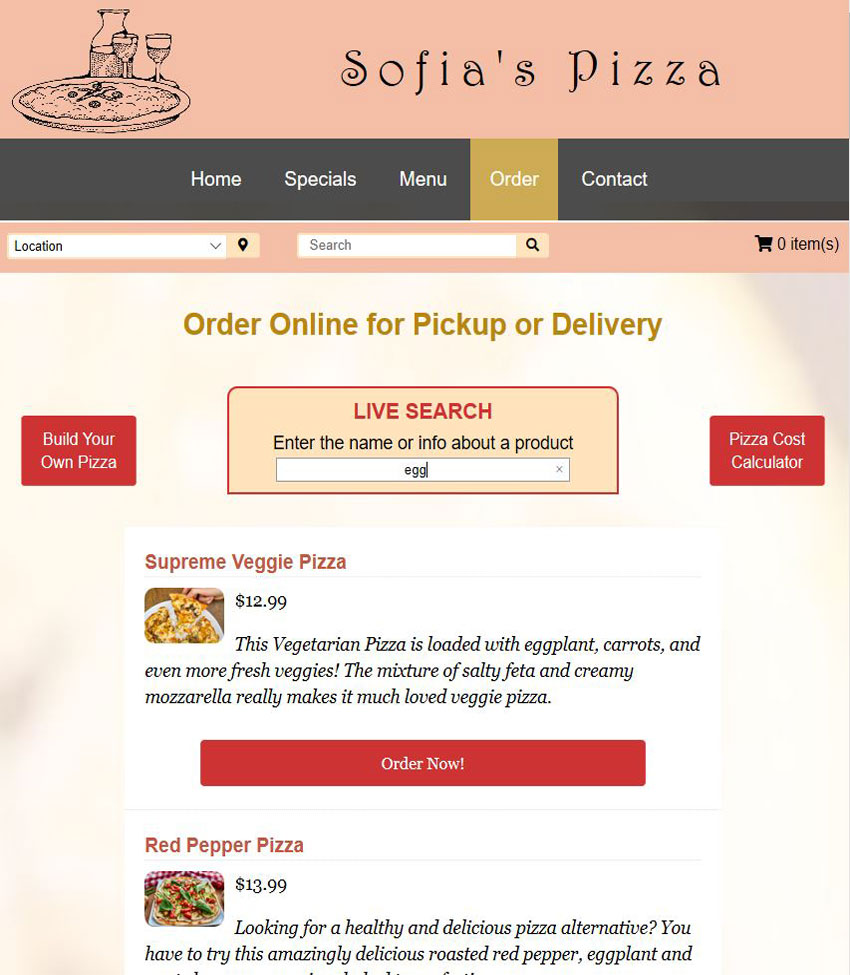 Sofia's Pizza
Home Specials Menu Order Contact
Location Search 0 item(s)
Order Online for Pickup or Delivery
Build Your
Own Pizza
LIVE SEARCH
Enter the name or info about a product
egg ×
Pizza Cost
Calculator
Supreme Veggie Pizza
$12.99
This Vegetarian Pizza is loaded with eggplant, carrots, and
even more fresh veggies! The mixture of salty feta and creamy
mozzarella really makes it much loved veggie pizza.
Order Now!
Red Pepper Pizza
$13.99
Looking for a healthy and delicious pizza alternative? You
have to try this amazingly delicious roasted red pepper, eggplant and